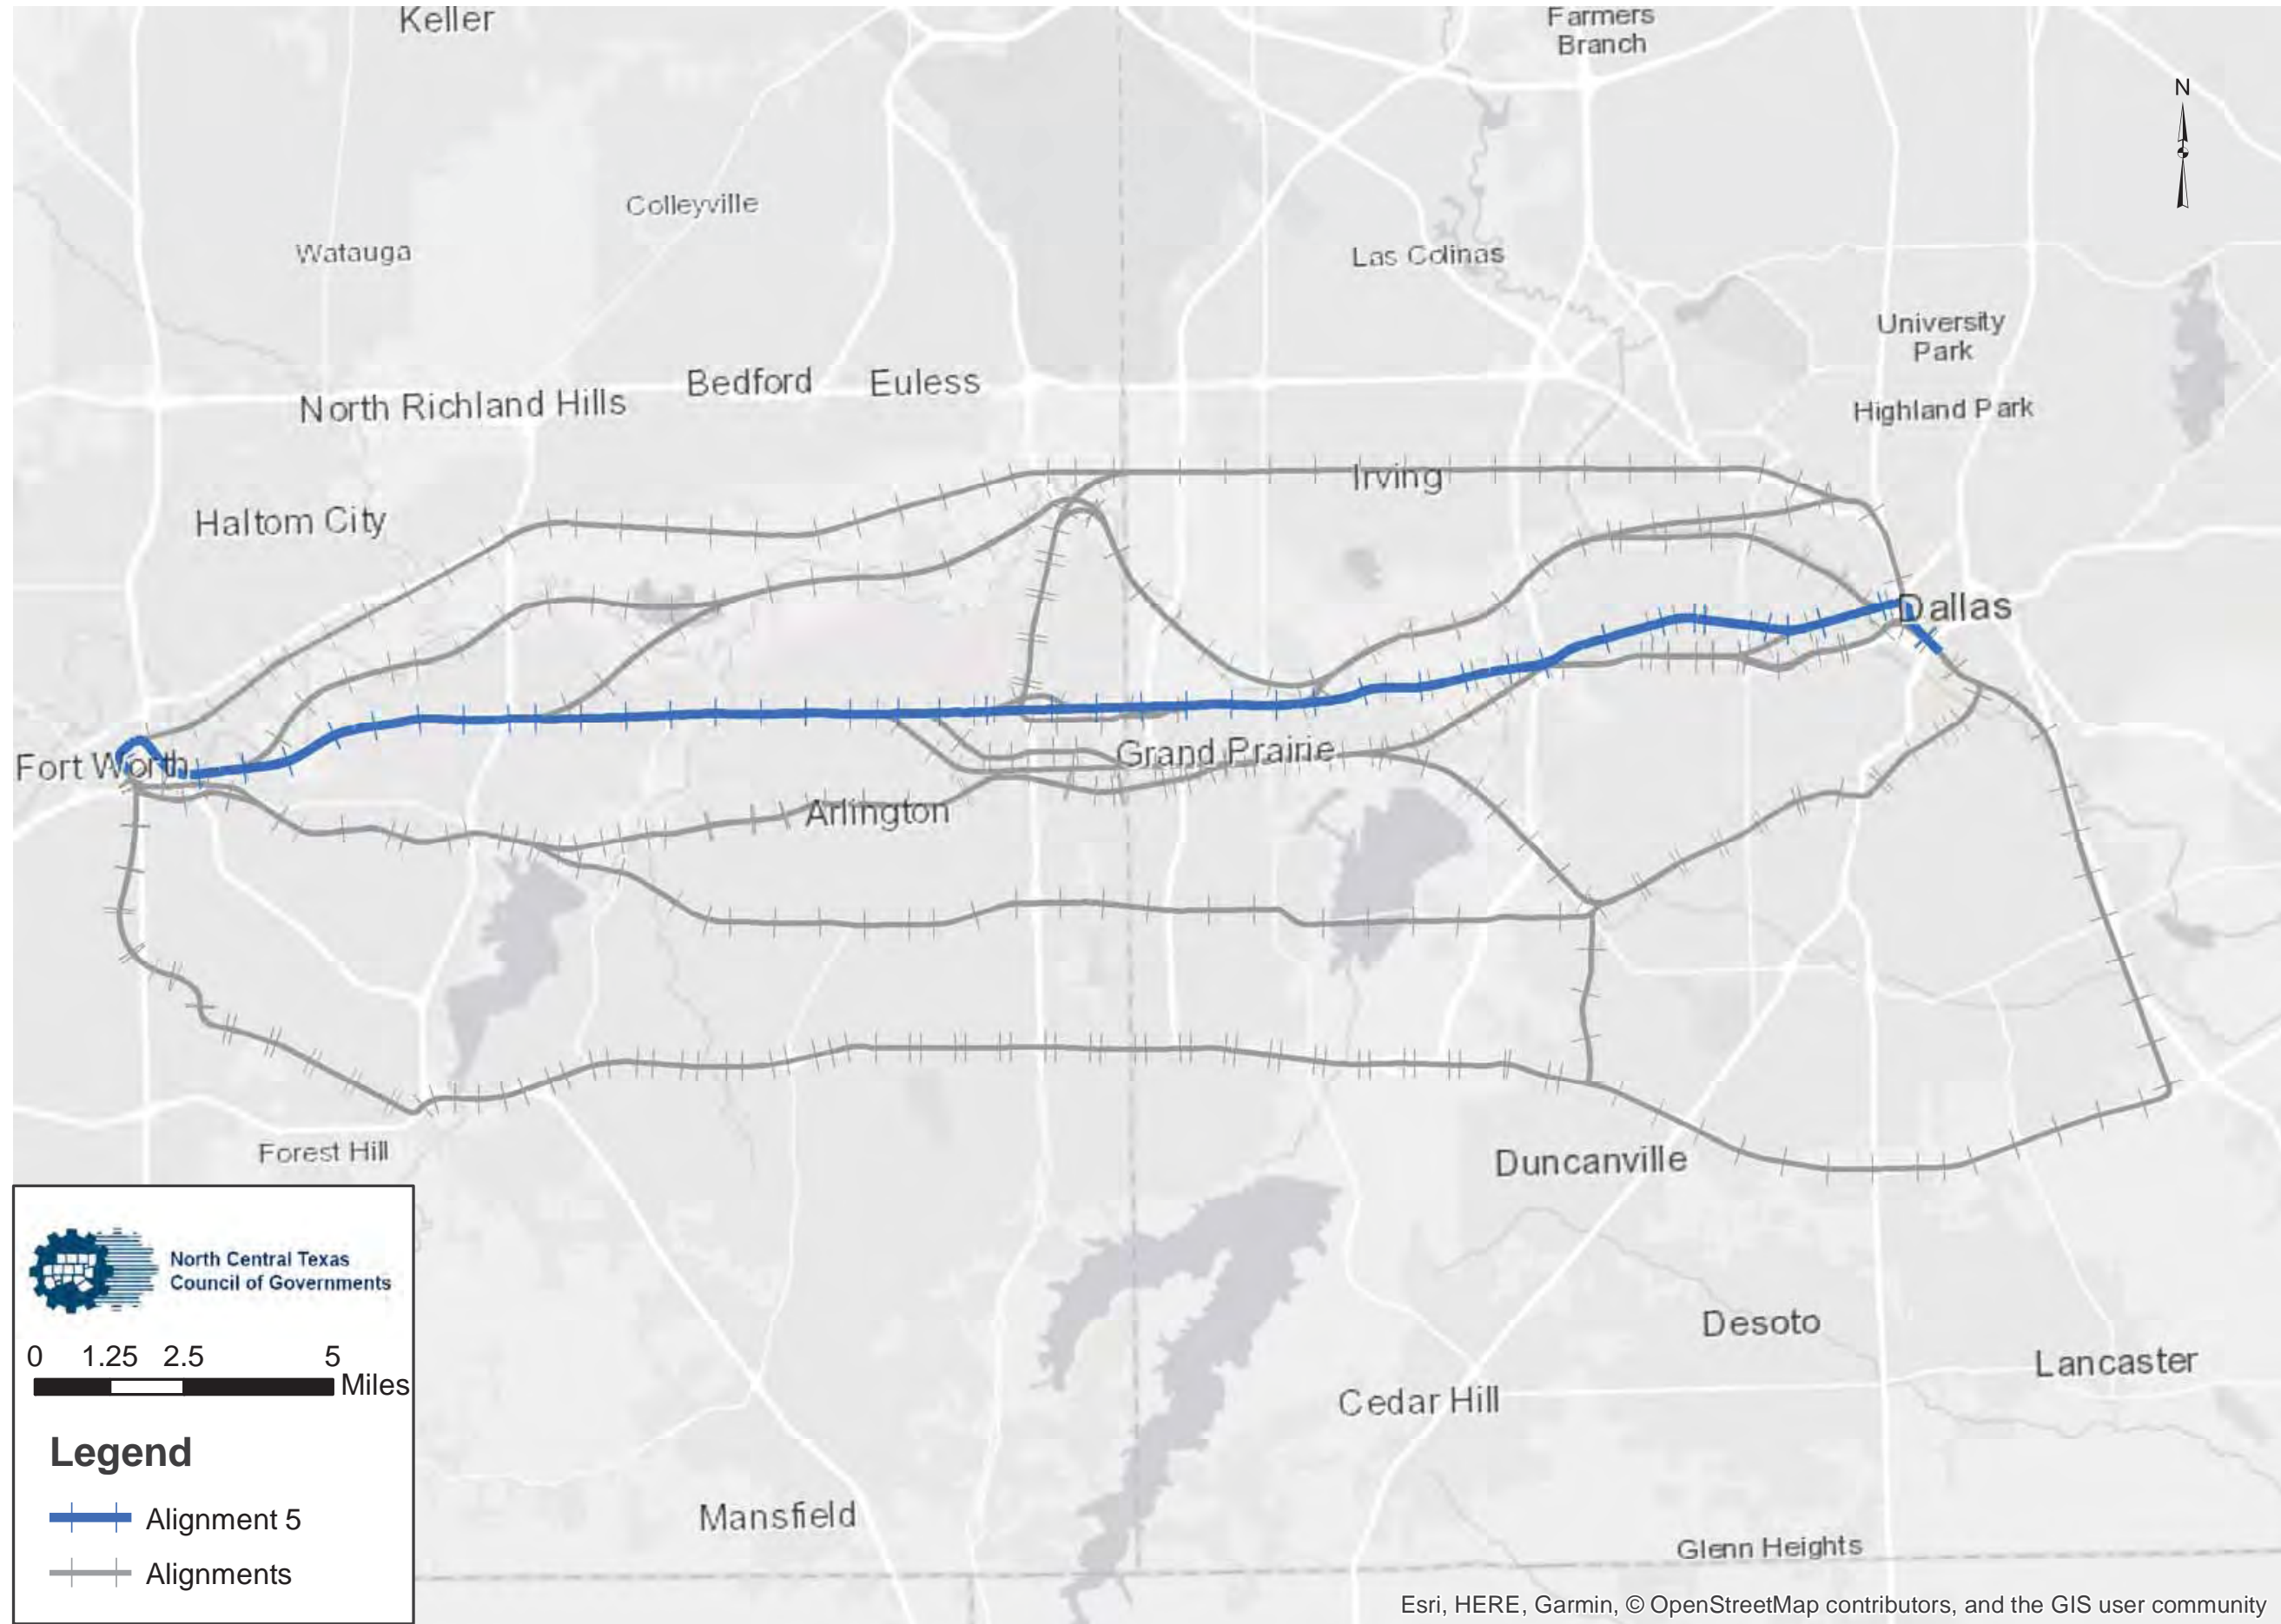 Keller
Farmers
Branch
N
Colleyville
Watauga
Las Colinas
University
Park
Bedford
Euless
North Richland Hills
Highland Park
Irving
Haltom City
Dallas
Grand Prairie
Fort Worth
Arlington
Forest Hill
Duncanville
North Central Texas
Council of Governments
Desoto
0 1.25 2.5 5
Miles
Lancaster
Cedar Hill
Legend
Mansfield
Alignment 5
Glenn Heights
Alignments
Esri, HERE, Garmin, © OpenStreetMap contributors, and the GIS user community